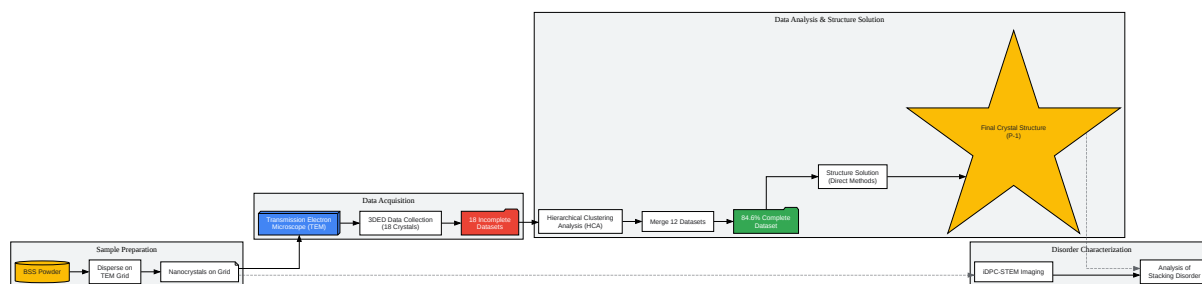 Data Analysis & Structure Solution
Final Crystal Structure
(P-1)
Structure Solution
(Direct Methods)
Data Acquisition
Transmission Electron
Microscope (TEM)
3DED Data Collection
(18 Crystals)
18 Incomplete
Datasets
Hierarchical Clustering
Analysis (HCA)
Merge 12 Datasets
84.6% Complete
Dataset
Sample Preparation
BSS Powder
Disperse on
TEM Grid
Nanocrystals on Grid
Disorder Characterization
iDPC-STEM Imaging
Analysis of
Stacking Disorder